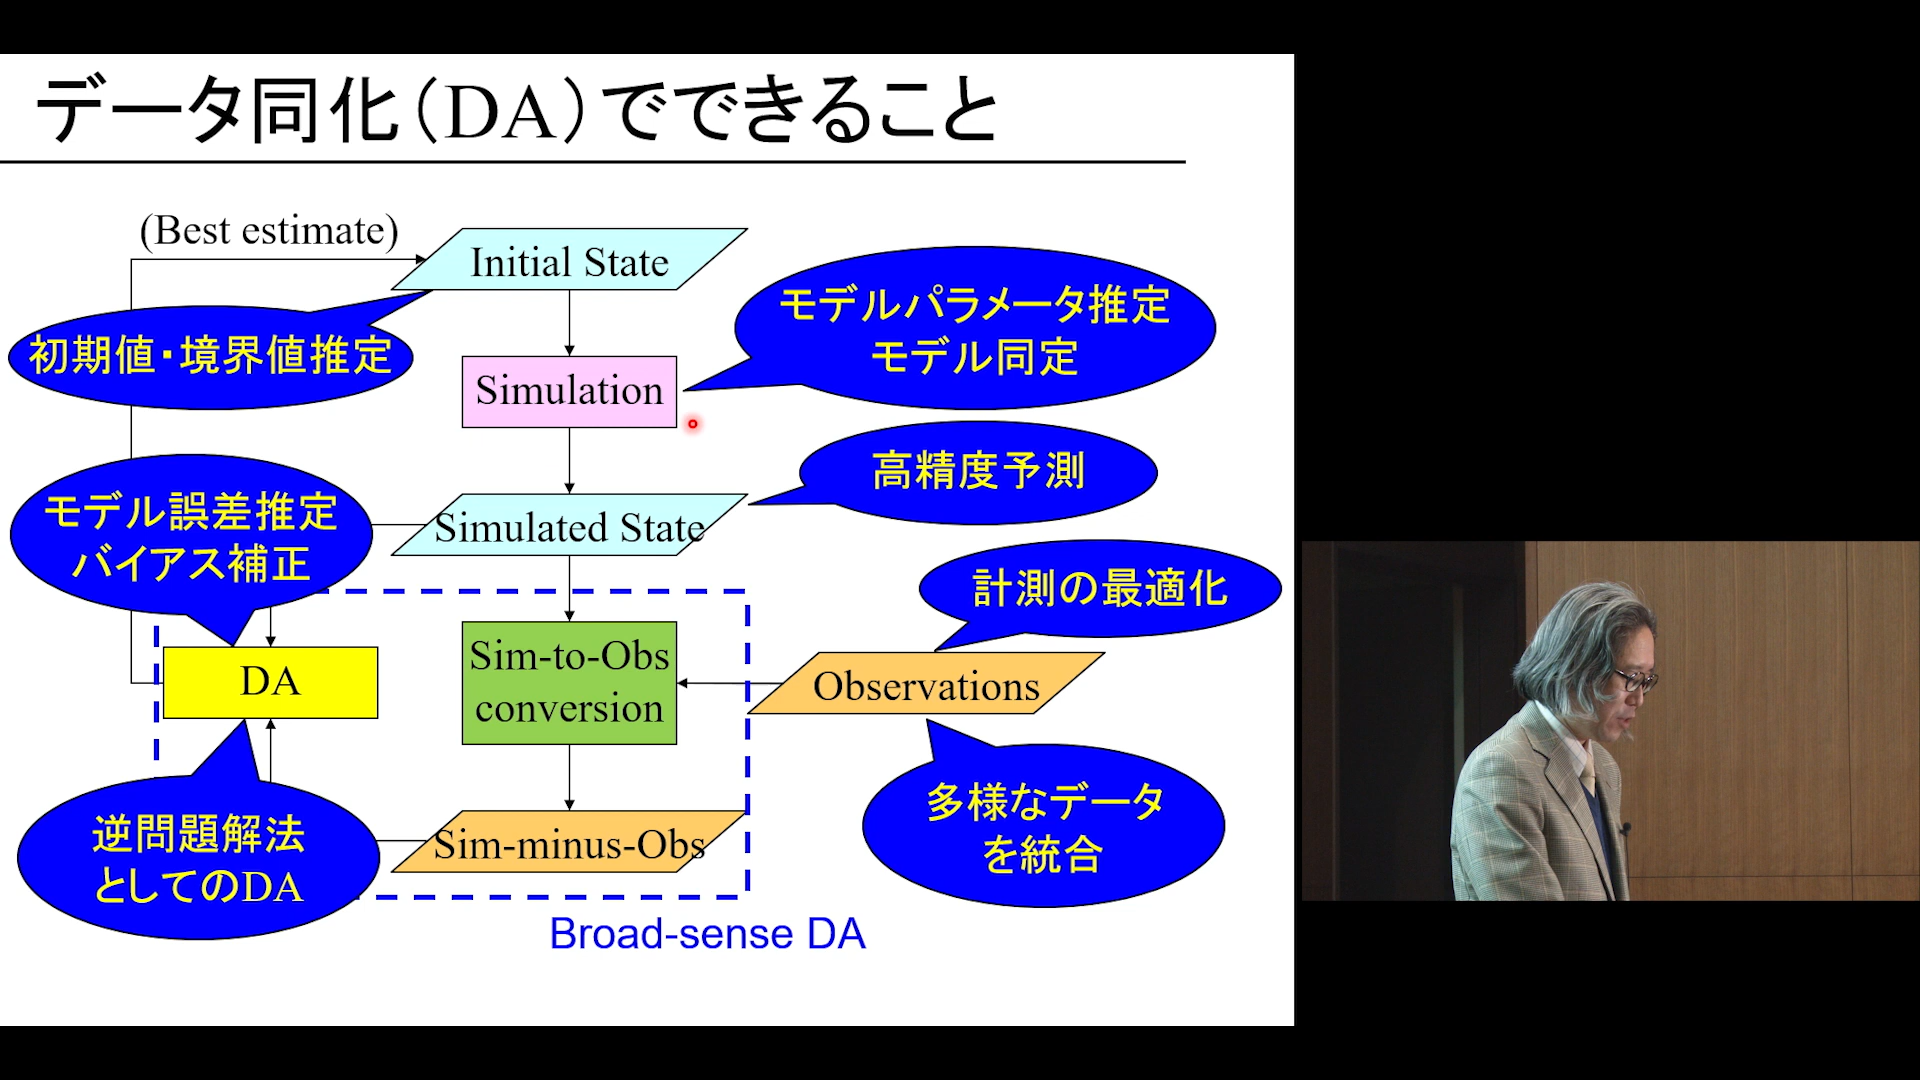 データ同化（DA）でできること
(Best estimate)
Initial State
初期値・境界値推定
モデルパラメータ推定
モデル同定
Simulation
高精度予測
モデル誤差推定
バイアス補正
Simulated State
計測の最適化
DA
Sim-to-Obs
conversion
Observations
逆問題解法
としてのDA
Sim-minus-Obs
多様なデータ
を統合
Broad-sense DA